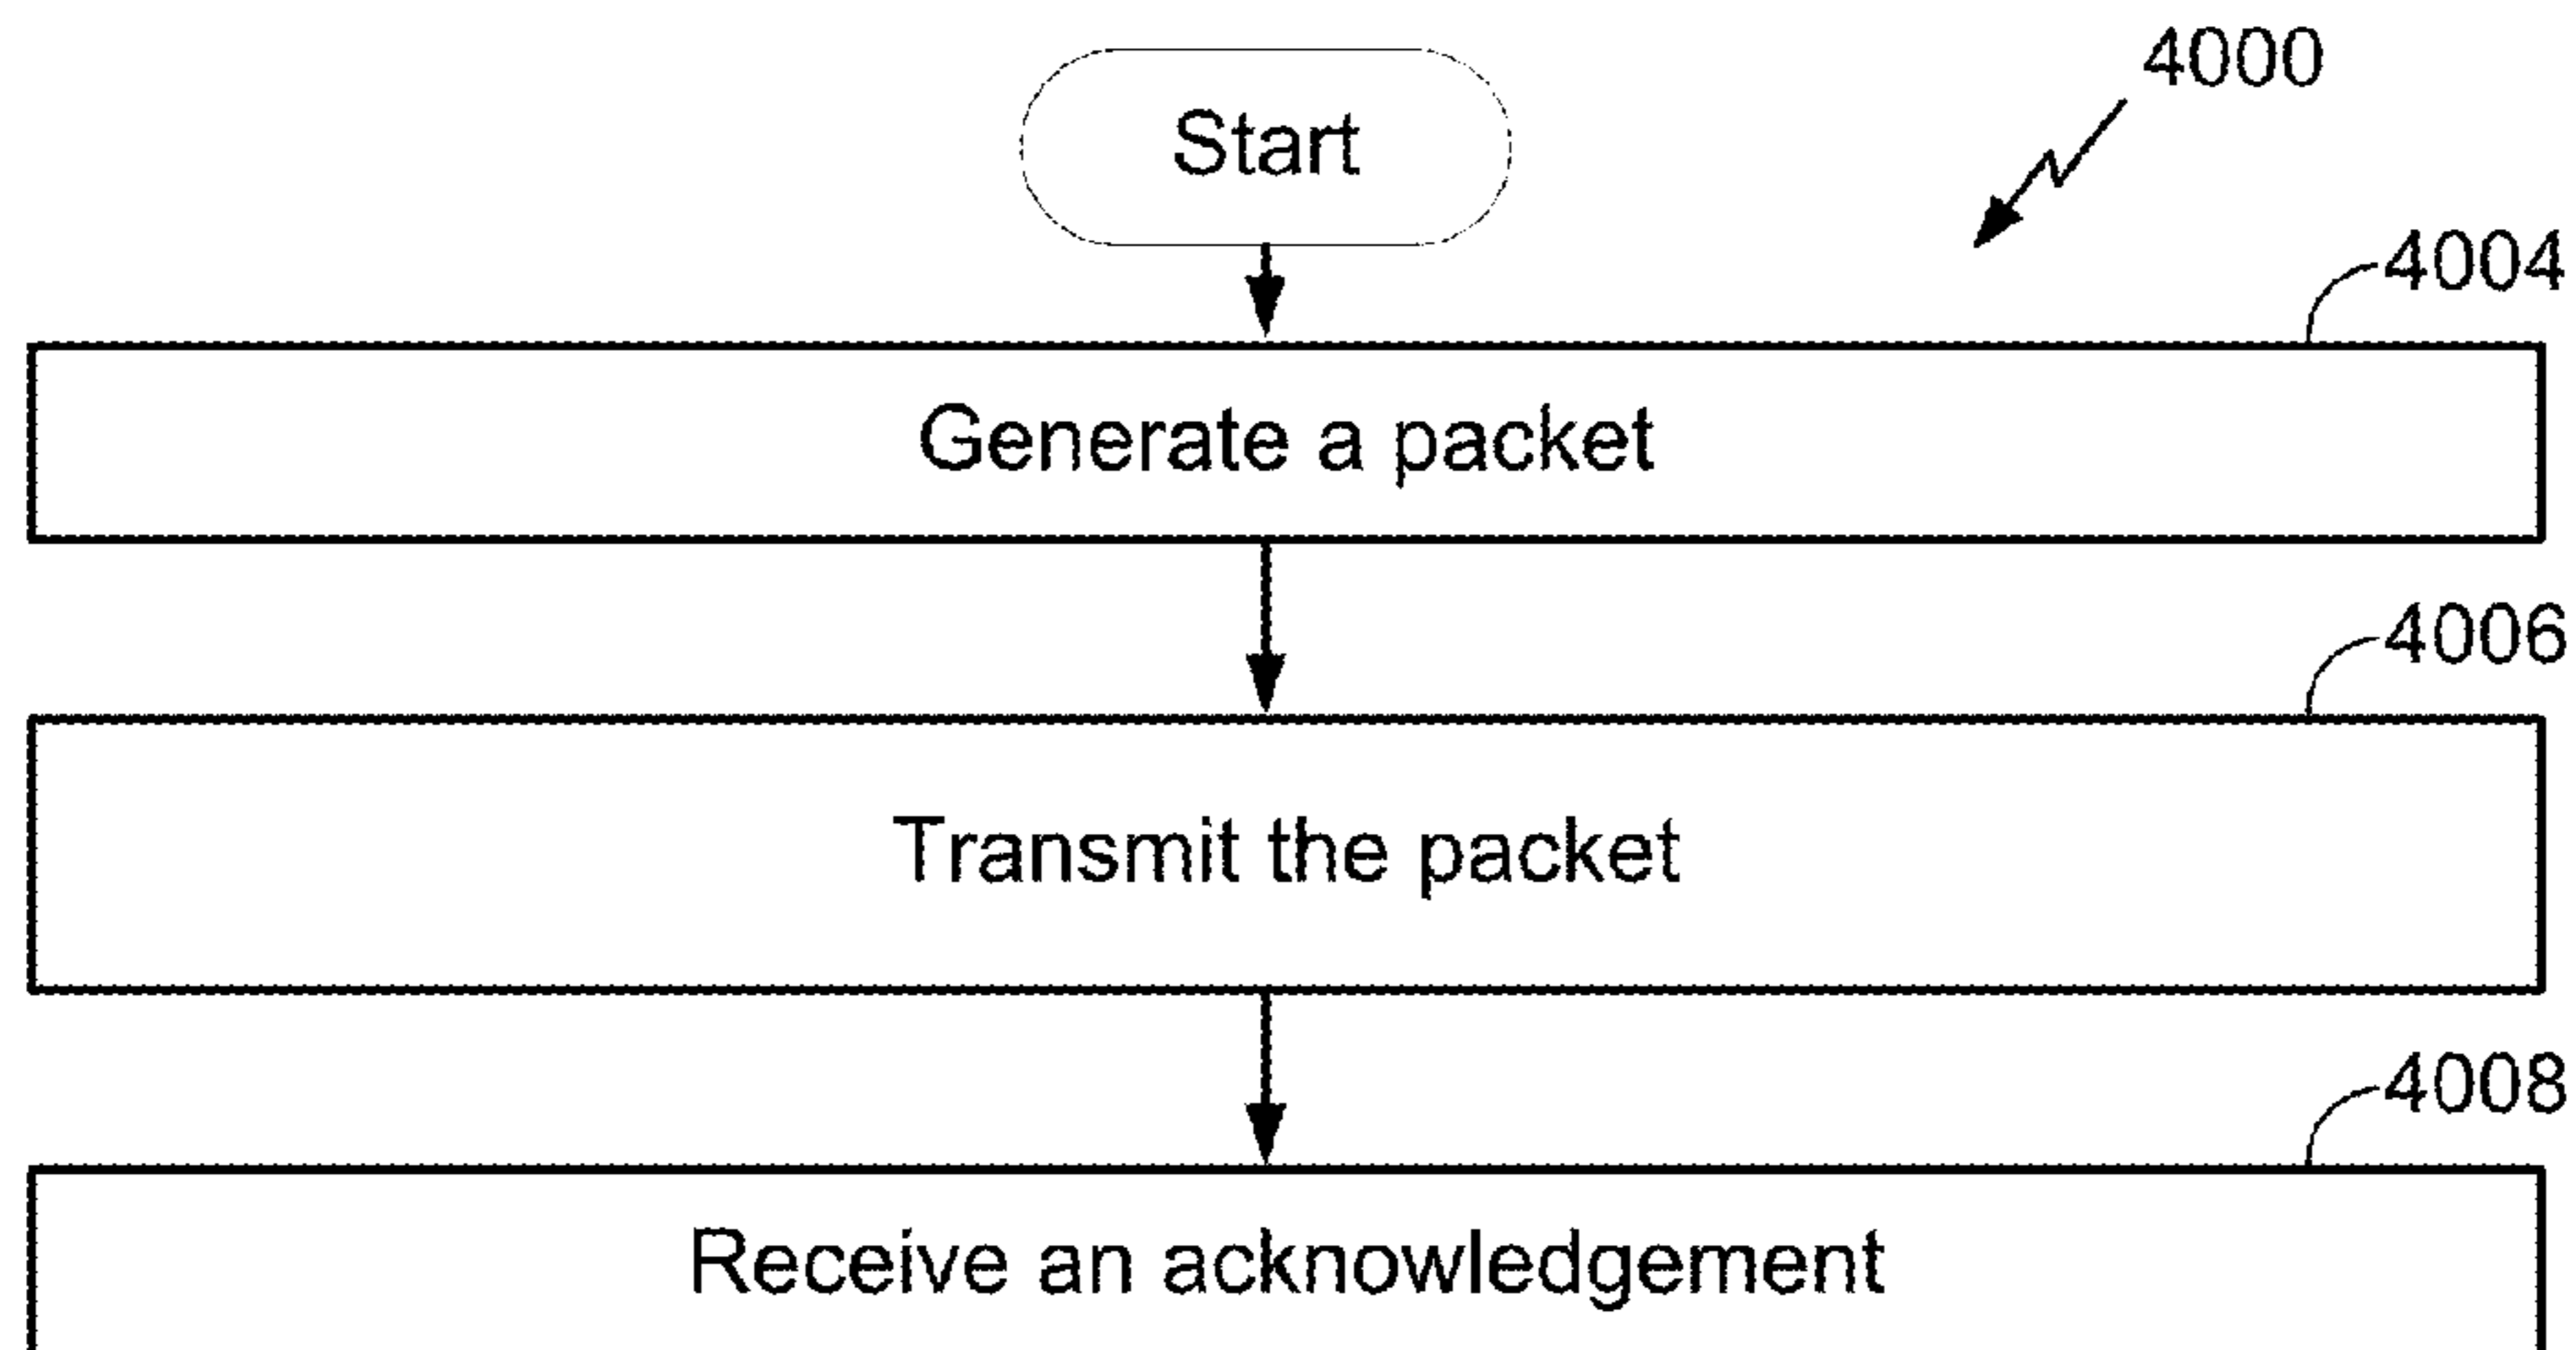 4000
Start
4004
Generate a packet
4006
Transmit the packet
4008
Receive an acknowledgement